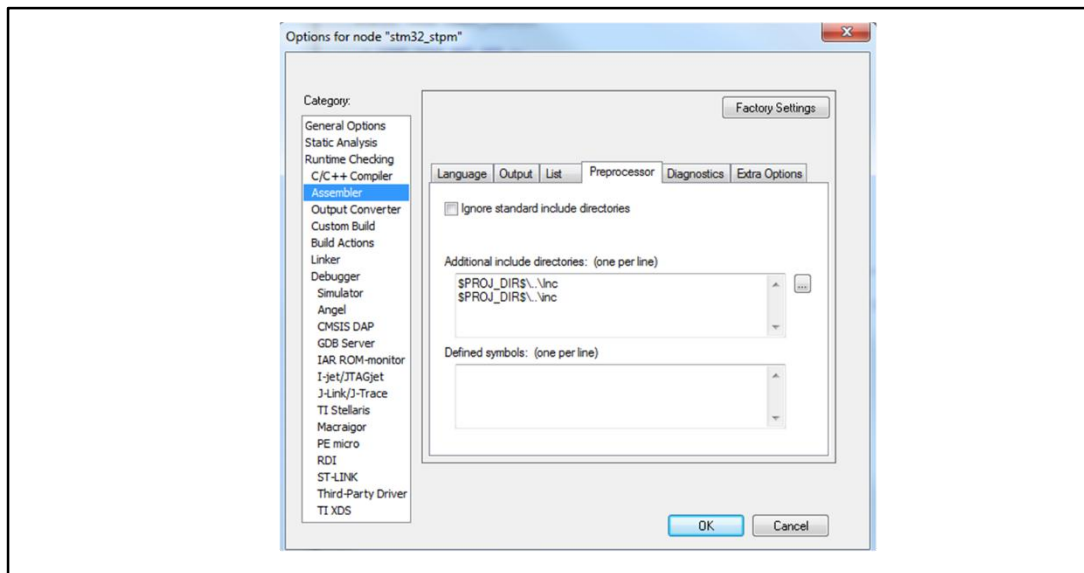 Options for node "stm32_stpm"
Category:
Factory Settings
General Options
Static Analysis
Runtime Checking
C/C++ Compiler
Assembler
Output Converter
Custom Build
Build Actions
Linker
Debugger
Simulator
Angel
CMSIS DAP
GDB Server
IAR ROM-monitor
I-jet/JTAGjet
J-Link/J-Trace
TI Stellaris
Macraigor
PE micro
RDI
ST-LINK
Third-Party Driver
TI XDS
Language Output List Preprocessor Diagnostics Extra Options
Ignore standard include directories
Additional include directories: (one per line)
$PROJ_DIR$\..\Inc
$PROJ_DIR$\..\inc
...
Defined symbols: (one per line)
OK Cancel